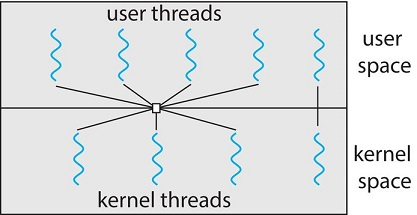 user threads
user
space
kernel threads
kernel
space